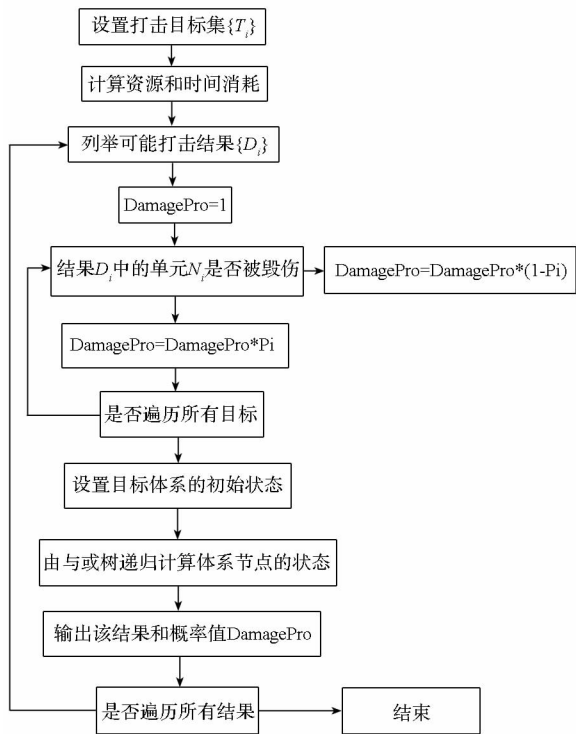 设置打击目标集{Ti}
计算资源和时间消耗
列举可能打击结果{Di}
DamagePro=1
结果Di中的单元Ni是否被毁伤
DamagePro=DamagePro*(1-Pi)
DamagePro=DamagePro*Pi
是否遍历所有目标
设置目标体系的初始状态
由与或树递归计算体系节点的状态
输出该结果和概率值DamagePro
是否遍历所有结果
结束